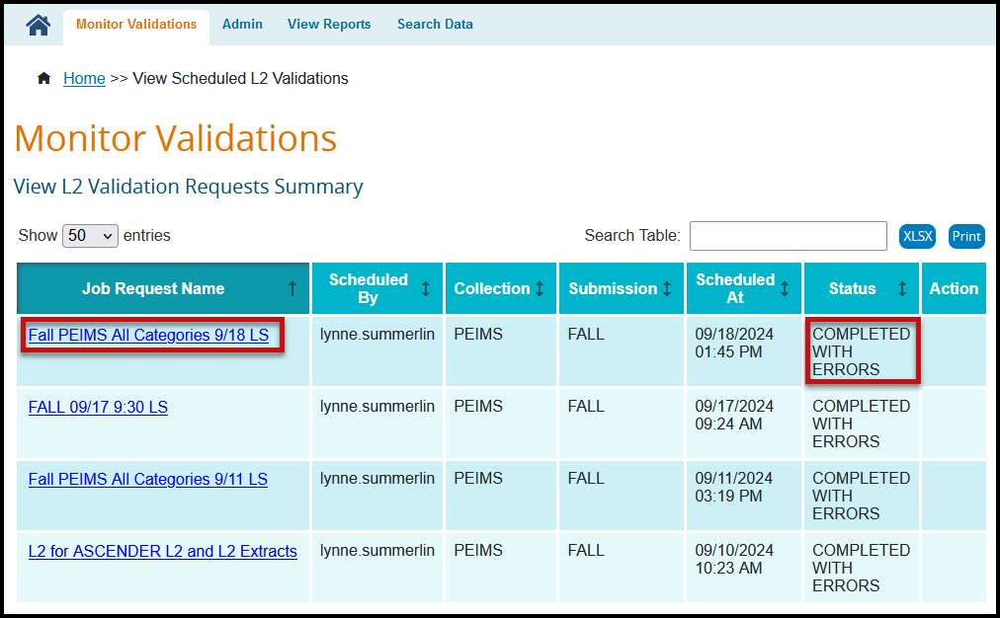 Monitor Validations Admin View Reports Search Data
Home >> View Scheduled L2 Validations
Monitor Validations
View L2 Validation Requests Summary
Show 50 entries Search Table: XLSX Print
Job Request Name ↑ Scheduled By ↕ Collection ↕ Submission ↕ Scheduled At ↕ Status ↕ Action
Fall PEIMS All Categories 9/18 LS lynne.summerlin PEIMS FALL 09/18/2024 01:45 PM COMPLETED WITH ERRORS
FALL 09/17 9:30 LS lynne.summerlin PEIMS FALL 09/17/2024 09:24 AM COMPLETED WITH ERRORS
Fall PEIMS All Categories 9/11 LS lynne.summerlin PEIMS FALL 09/11/2024 03:19 PM COMPLETED WITH ERRORS
L2 for ASCENDER L2 and L2 Extracts lynne.summerlin PEIMS FALL 09/10/2024 10:23 AM COMPLETED WITH ERRORS